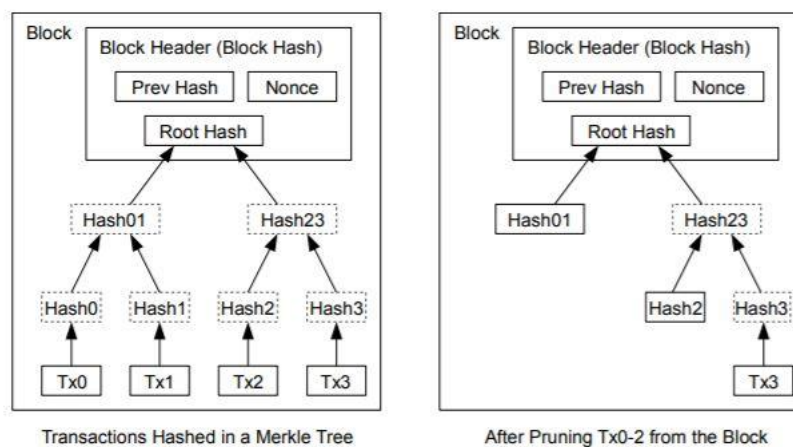 Block
Block Header (Block Hash)
Prev Hash
Nonce
Root Hash
Hash01
Hash23
Hash0
Hash1
Hash2
Hash3
Tx0
Tx1
Tx2
Tx3
Transactions Hashed in a Merkle Tree
Block
Block Header (Block Hash)
Prev Hash
Nonce
Root Hash
Hash01
Hash23
Hash2
Hash3
Tx3
After Pruning Tx0-2 from the Block